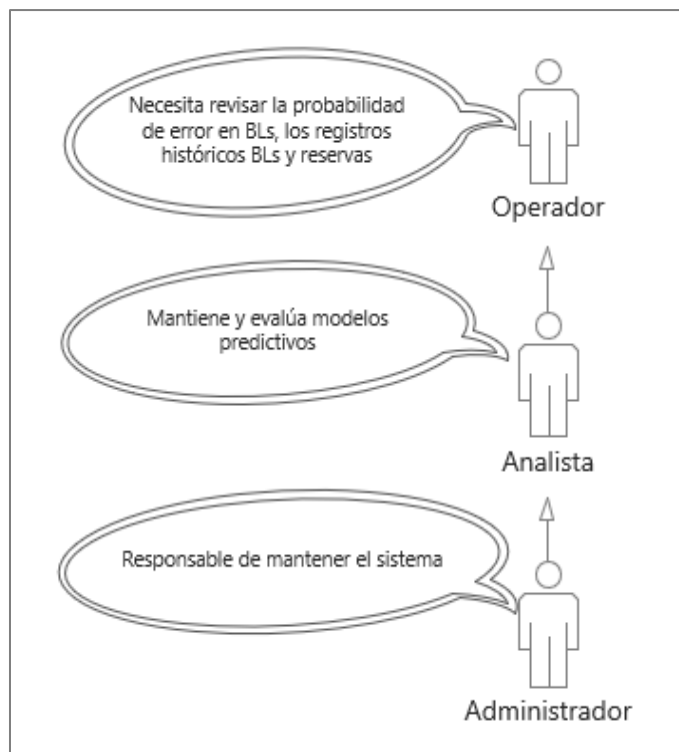 Necesita revisar la probabilidad
de error en BLs, los registros
históricos BLs y reservas
Operador
Mantiene y evalúa modelos
predictivos
Analista
Responsable de mantener el sistema
Administrador